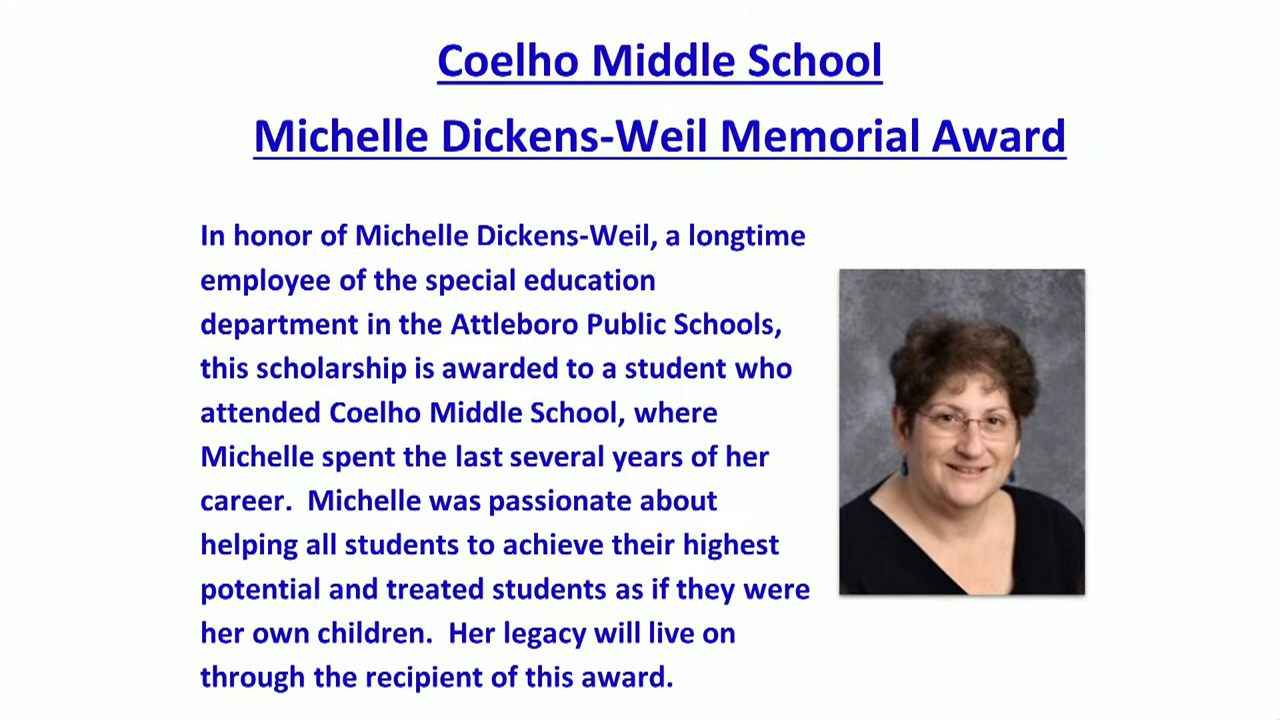 Coelho Middle School
Michelle Dickens-Weil Memorial Award
In honor of Michelle Dickens-Weil, a longtime
employee of the special education
department in the Attleboro Public Schools,
this scholarship is awarded to a student who
attended Coelho Middle School, where
Michelle spent the last several years of her
career.  Michelle was passionate about
helping all students to achieve their highest
potential and treated students as if they were
her own children.  Her legacy will live on
through the recipient of this award.